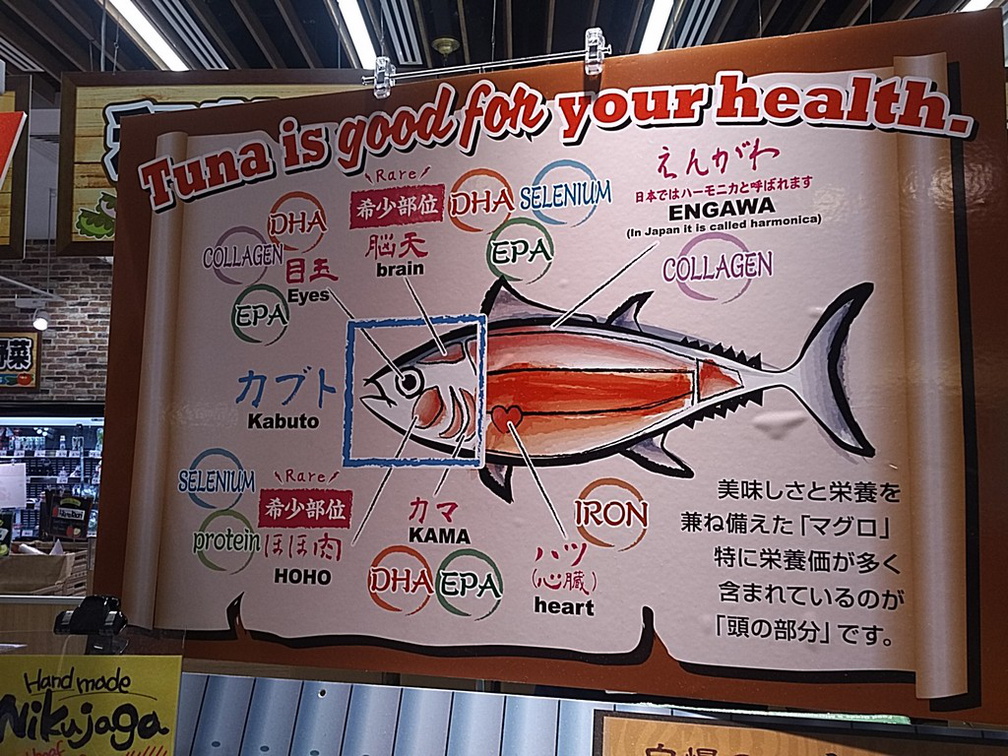 Tuna is good for your health.
Rare
希少部位
脳天
brain
DHA
SELENIUM
EPA
えんがわ
日本ではハーモニカと呼ばれます
ENGAWA
(In Japan it is called harmonica)
COLLAGEN
DHA
COLLAGEN
目玉
Eyes
EPA
カブト
Kabuto
SELENIUM
protein
Rare
希少部位
ほほ肉
HOHO
カマ
KAMA
DHA
EPA
IRON
ハツ
(心臓)
heart
美味しさと栄養を
兼ね備えた「マグロ」
特に栄養価が多く
含まれているのが
「頭の部分」です。
野菜
Hand made
Nikujaga